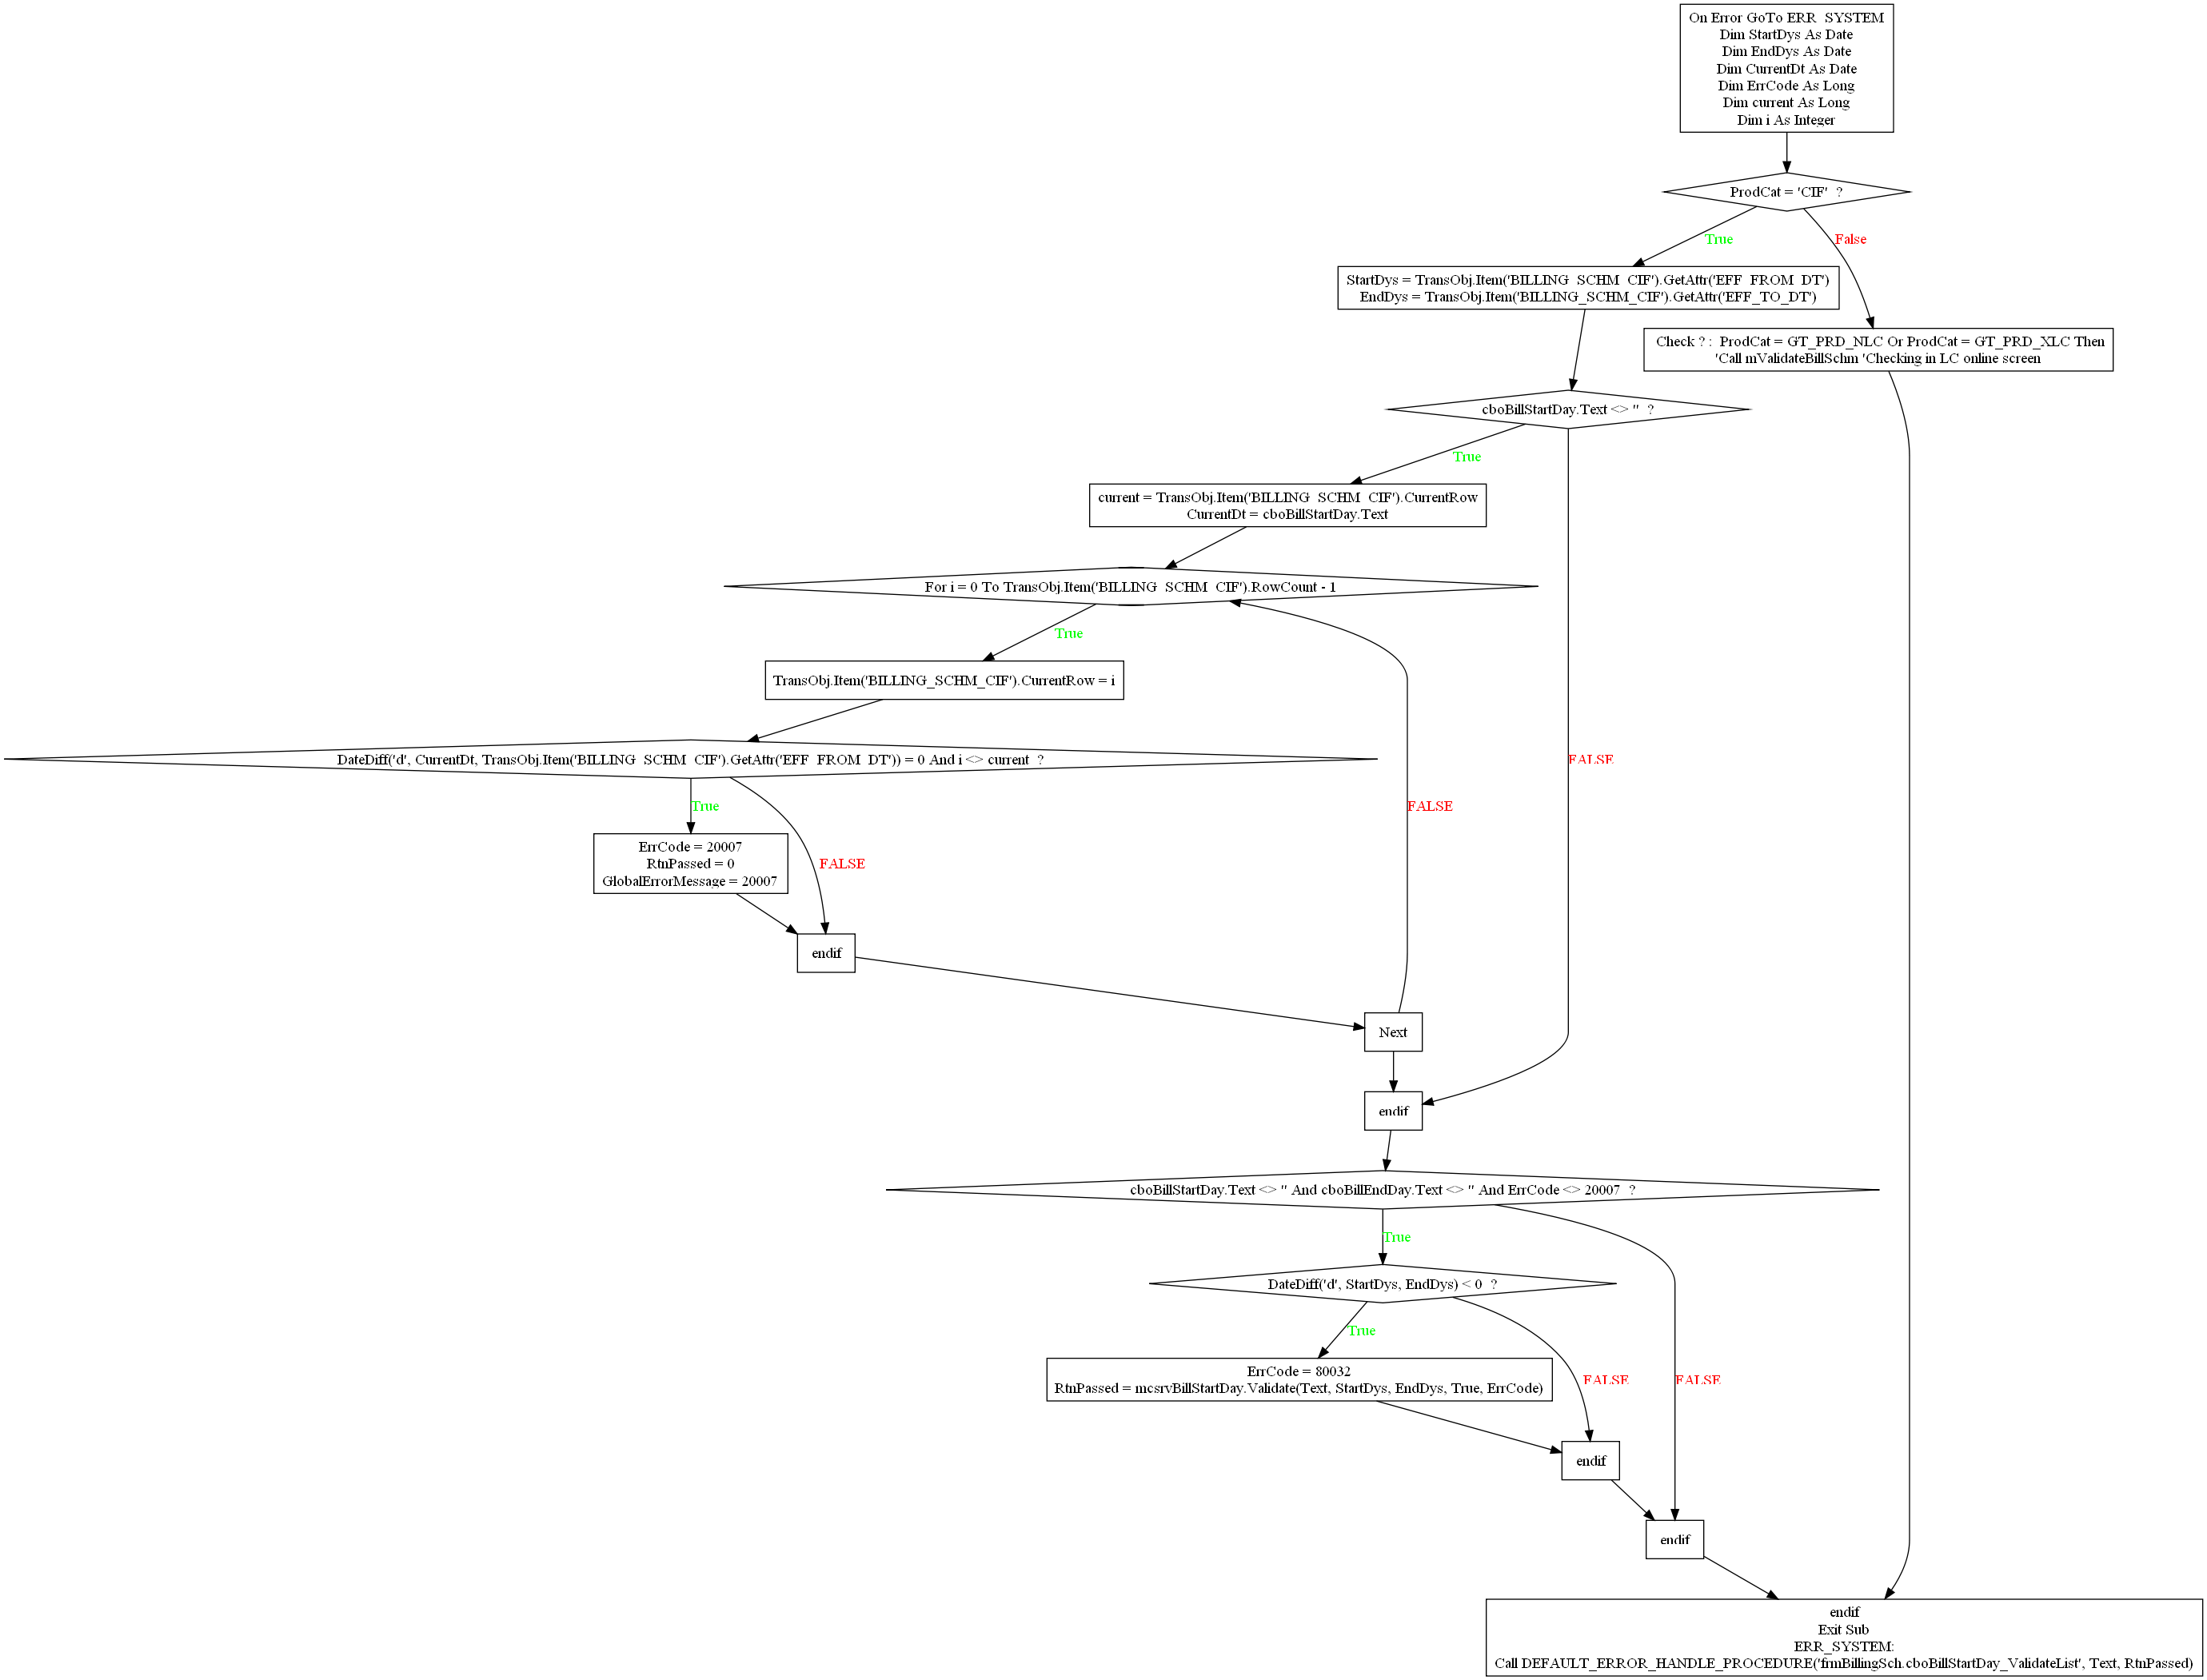 On Error GoTo ERR_SYSTEM
Dim StartDys As Date
Dim EndDys As Date
Dim CurrentDt As Date
Dim ErrCode As Long
Dim current As Long
Dim i As Integer
ProdCat = 'CIF'  ?
True
False
StartDys = TransObj.Item('BILLING_SCHM_CIF').GetAttr('EFF_FROM_DT')
EndDys = TransObj.Item('BILLING_SCHM_CIF').GetAttr('EFF_TO_DT')
Check ? :  ProdCat = GT_PRD_NLC Or ProdCat = GT_PRD_XLC Then
'Call mValidateBillSchm 'Checking in LC online screen
cboBillStartDay.Text <> ''  ?
True
current = TransObj.Item('BILLING_SCHM_CIF').CurrentRow
CurrentDt = cboBillStartDay.Text
For i = 0 To TransObj.Item('BILLING_SCHM_CIF').RowCount - 1
True
TransObj.Item('BILLING_SCHM_CIF').CurrentRow = i
DateDiff('d', CurrentDt, TransObj.Item('BILLING_SCHM_CIF').GetAttr('EFF_FROM_DT')) = 0 And i <> current  ?
FALSE
True
FALSE
ErrCode = 20007
RtnPassed = 0
GlobalErrorMessage = 20007
FALSE
endif
Next
endif
cboBillStartDay.Text <> '' And cboBillEndDay.Text <> '' And ErrCode <> 20007  ?
True
DateDiff('d', StartDys, EndDys) < 0  ?
True
ErrCode = 80032
RtnPassed = mcsrvBillStartDay.Validate(Text, StartDys, EndDys, True, ErrCode)
FALSE
FALSE
endif
endif
endif
Exit Sub
ERR_SYSTEM:
Call DEFAULT_ERROR_HANDLE_PROCEDURE('frmBillingSch.cboBillStartDay_ValidateList', Text, RtnPassed)